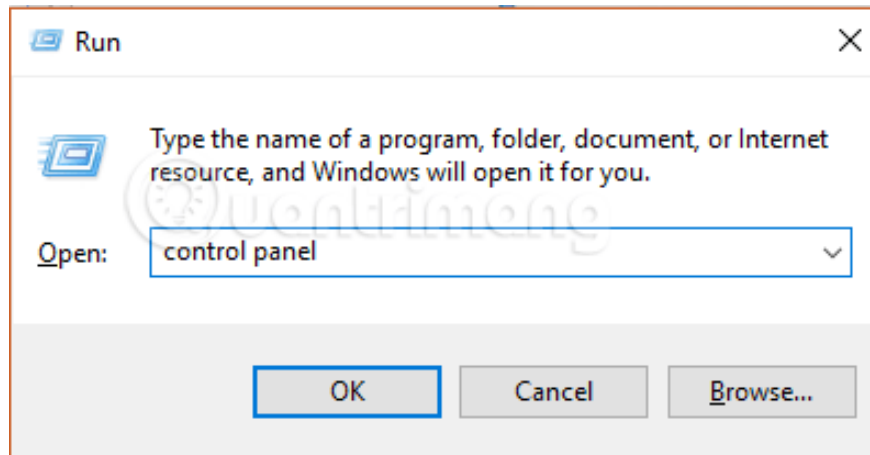 Run
Type the name of a program, folder, document, or Internet
resource, and Windows will open it for you.
Quantrimang
Open: control panel
OK Cancel Browse...